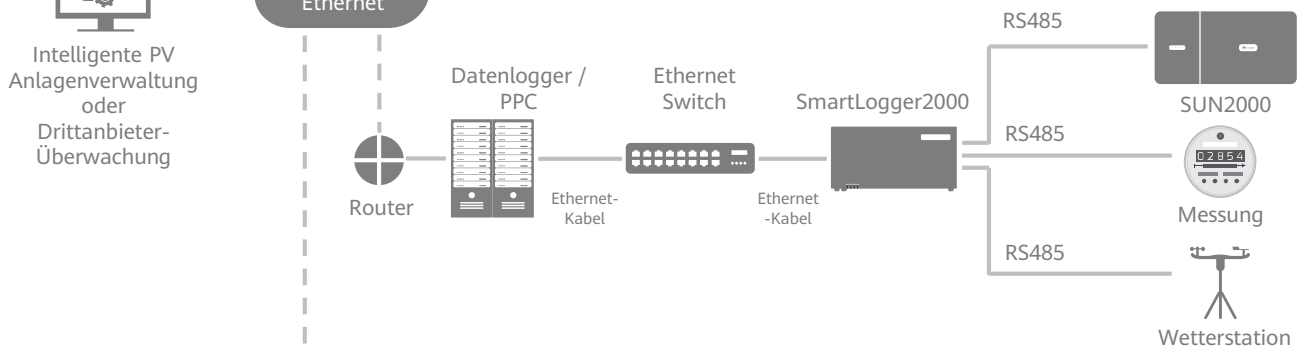 Ethernet
Intelligente PV
Anlagenverwaltung
oder
Drittanbieter-
Überwachung
Router
Datenlogger /
PPC
Ethernet-
Kabel
Ethernet
Switch
Ethernet
-Kabel
SmartLogger2000
RS485
SUN2000
RS485
02854
Messung
RS485
Wetterstation